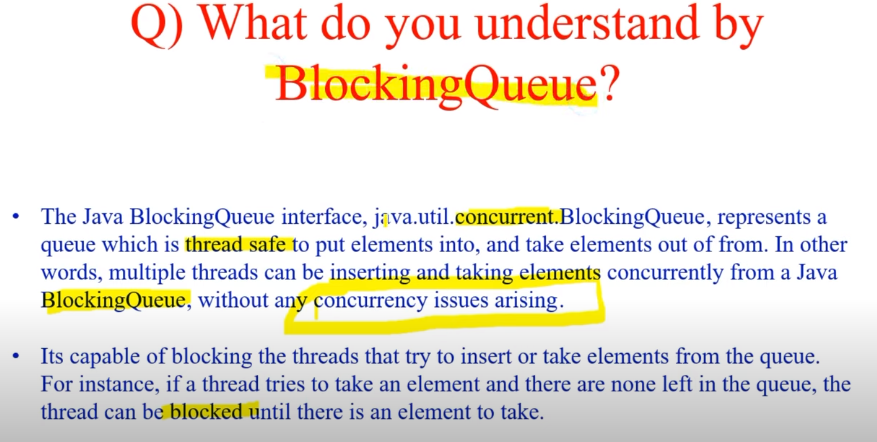 Q) What do you understand by
BlockingQueue?
• The Java BlockingQueue interface, java.util.concurrent.BlockingQueue, represents a
queue which is thread safe to put elements into, and take elements out of from. In other
words, multiple threads can be inserting and taking elements concurrently from a Java
BlockingQueue, without any concurrency issues arising.
• Its capable of blocking the threads that try to insert or take elements from the queue.
For instance, if a thread tries to take an element and there are none left in the queue, the
thread can be blocked until there is an element to take.